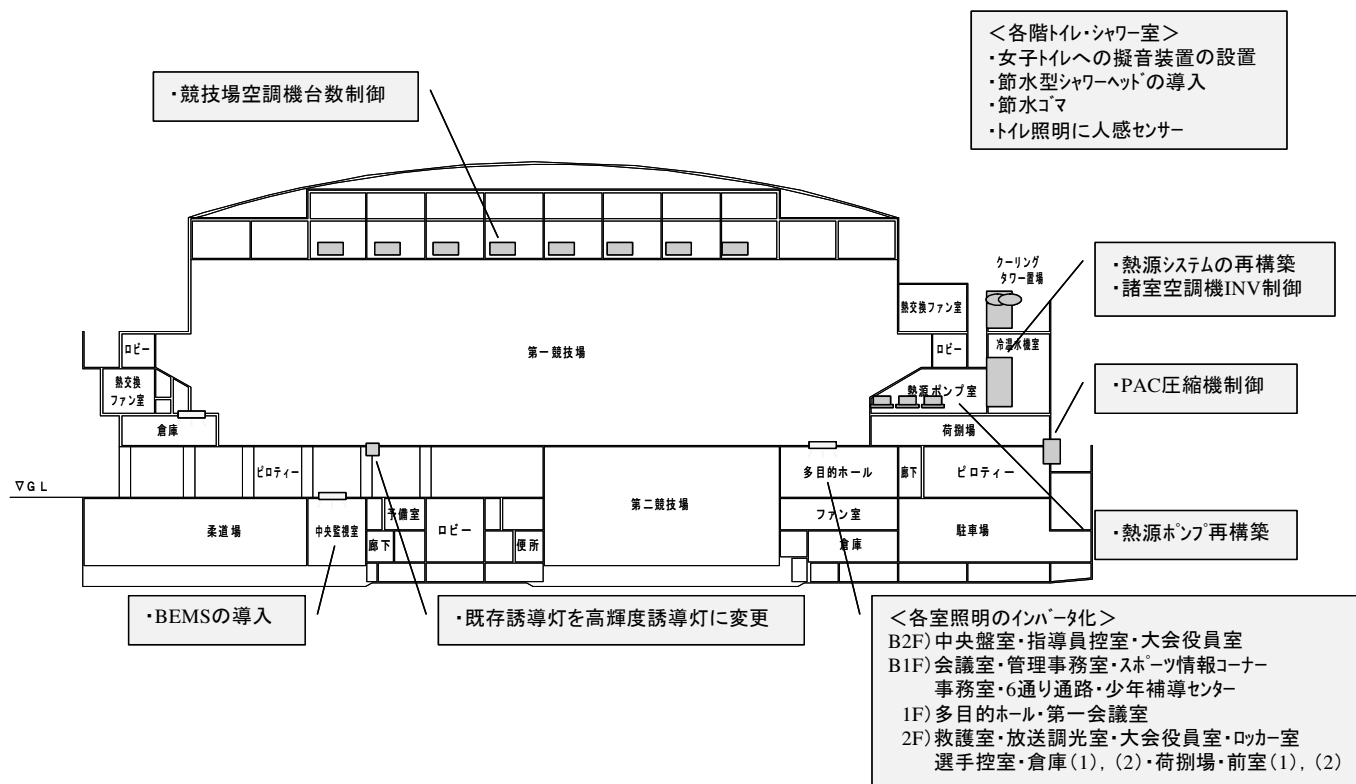 ＜各階トイレ・シャワー室＞
・女子トイレへの擬音装置の設置
・節水型シャワーヘッドの導入
・節水ゴマ
・トイレ照明に人感センサー
・競技場空調機台数制御
クーリング
タワー置場
・熱源システムの再構築
・諸室空調機INV制御
熱交換ファン室
ロビー
第一競技場
ロビー
冷温水機室
熱交換
ファン室
熱源ポンプ室
・PAC圧縮機制御
倉庫
荷捌場
ピロティー
多目的ホール
廊下
ピロティー
▽GL
柔道場
中央監視室
予備室
廊下
ロビー
便所
第二競技場
ファン室
倉庫
駐車場
・熱源ポンプ再構築
・BEMSの導入
・既存誘導灯を高輝度誘導灯に変更
＜各室照明のインバータ化＞
B2F）中央盤室・指導員控室・大会役員室
B1F）会議室・管理事務室・スポーツ情報コーナー
事務室・6通り通路・少年補導センター
1F）多目的ホール・第一会議室
2F）救護室・放送調光室・大会役員室・ロッカー室
選手控室・倉庫（1），（2）・荷捌場・前室（1），（2）